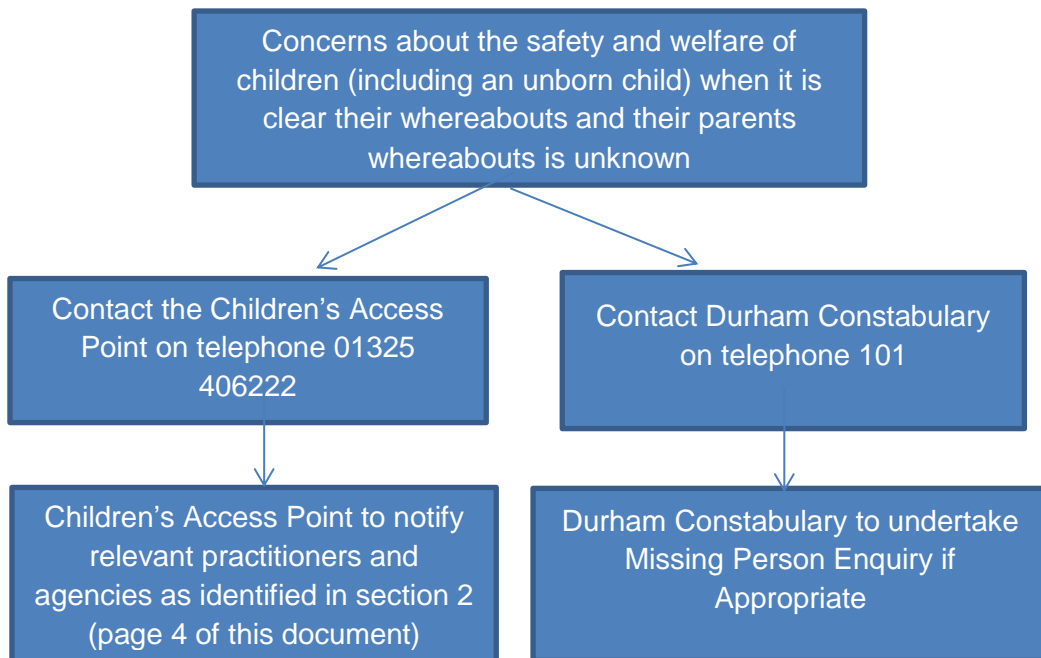 Concerns about the safety and welfare of
children (including an unborn child) when it is
clear their whereabouts and their parents
whereabouts is unknown
Contact the Children’s Access
Point on telephone 01325
406222
Contact Durham Constabulary
on telephone 101
Children’s Access Point to notify
relevant practitioners and
agencies as identified in section 2
(page 4 of this document)
Durham Constabulary to undertake
Missing Person Enquiry if
Appropriate